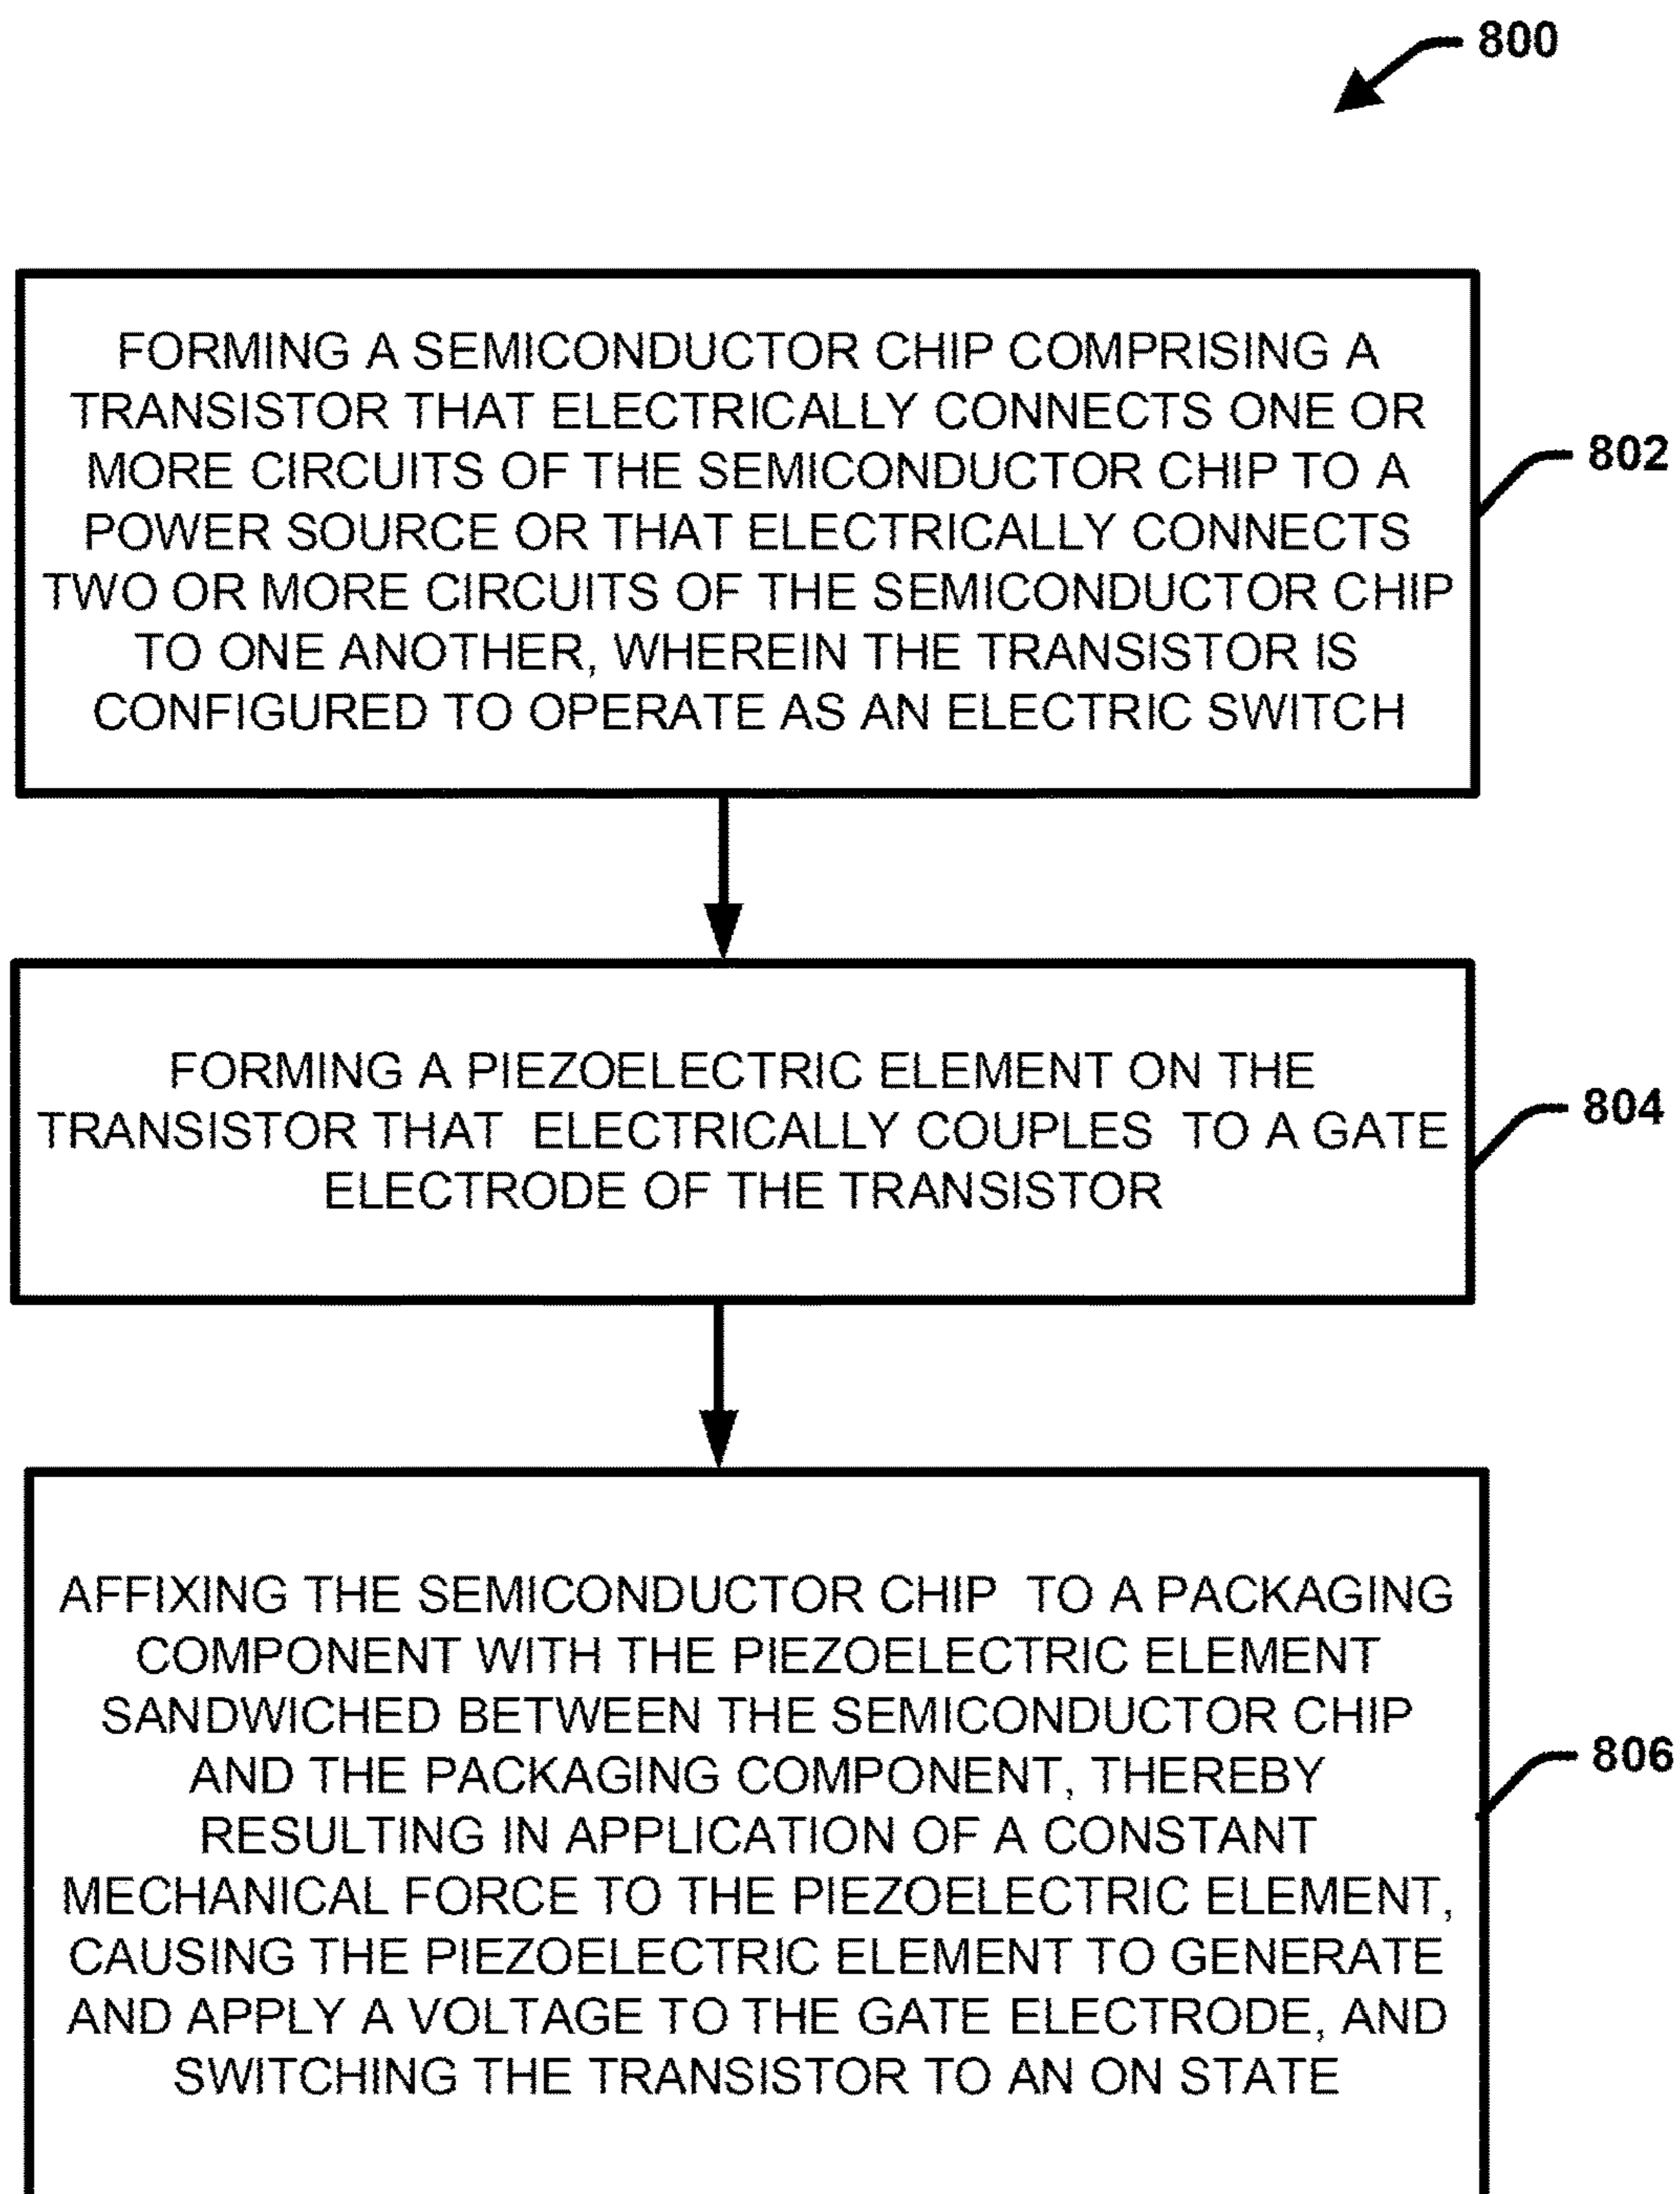 800
FORMING A SEMICONDUCTOR CHIP COMPRISING A
TRANSISTOR THAT ELECTRICALLY CONNECTS ONE OR
MORE CIRCUITS OF THE SEMICONDUCTOR CHIP TO A
POWER SOURCE OR THAT ELECTRICALLY CONNECTS
TWO OR MORE CIRCUITS OF THE SEMICONDUCTOR CHIP
TO ONE ANOTHER, WHEREIN THE TRANSISTOR IS
CONFIGURED TO OPERATE AS AN ELECTRIC SWITCH
802
FORMING A PIEZOELECTRIC ELEMENT ON THE
TRANSISTOR THAT ELECTRICALLY COUPLES TO A GATE
ELECTRODE OF THE TRANSISTOR
804
AFFIXING THE SEMICONDUCTOR CHIP TO A PACKAGING
COMPONENT WITH THE PIEZOELECTRIC ELEMENT
SANDWICHED BETWEEN THE SEMICONDUCTOR CHIP
AND THE PACKAGING COMPONENT, THEREBY
RESULTING IN APPLICATION OF A CONSTANT
MECHANICAL FORCE TO THE PIEZOELECTRIC ELEMENT,
CAUSING THE PIEZOELECTRIC ELEMENT TO GENERATE
AND APPLY A VOLTAGE TO THE GATE ELECTRODE, AND
SWITCHING THE TRANSISTOR TO AN ON STATE
806